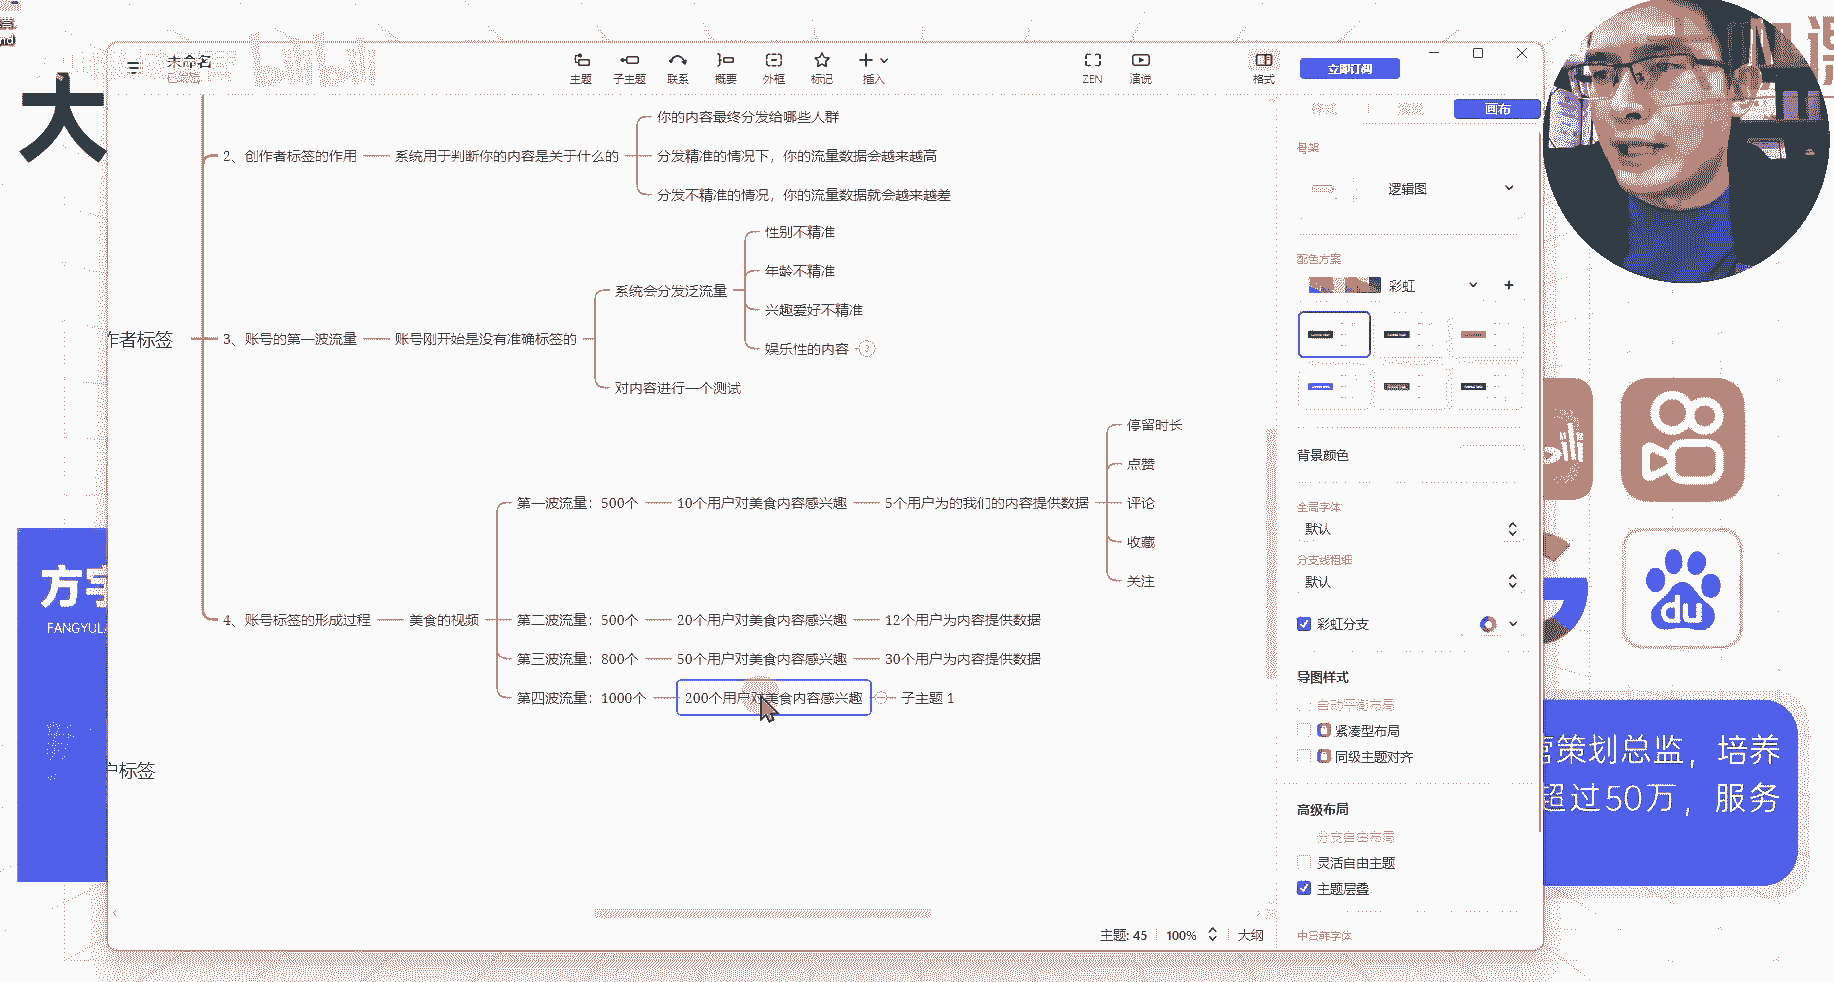 未命名
bilibili
主题
子主题
联系
概要
外框
标记
插入
ZEN
演说
格式
立即订阅
样式
演说
画布
大
课
你的内容最终分发给哪些人群
2、创作者标签的作用
系统用于判断你的内容是关于什么的
分发精准的情况下，你的流量数据会越来越高
分发不精准的情况，你的流量数据就会越来越差
性别不精准
年龄不精准
系统会分发泛流量
兴趣爱好不精准
作者标签
3、账号的第一波流量
账号刚开始是没有准确标签的
娱乐性的内容
对内容进行一个测试
停留时长
点赞
第一波流量：500个
10个用户对美食内容感兴趣
5个用户为的我们的内容提供数据
评论
收藏
关注
4、账号标签的形成过程
美食的视频
第二波流量：500个
20个用户对美食内容感兴趣
12个用户为内容提供数据
第三波流量：800个
50个用户对美食内容感兴趣
30个用户为内容提供数据
第四波流量：1000个
200个用户对美食内容感兴趣
子主题 1
户标签
骨架
逻辑图
配色方案
彩虹
背景颜色
全局字体
默认
分支线粗细
默认
彩虹分支
导图样式
自动平衡布局
紧凑型布局
同级主题对齐
高级布局
分支自由布局
灵活自由主题
主题层叠
中日韩字体
主题: 45
100%
大纲
方宇
FANGYUL
bili
du
营策划总监，培养
超过50万，服务